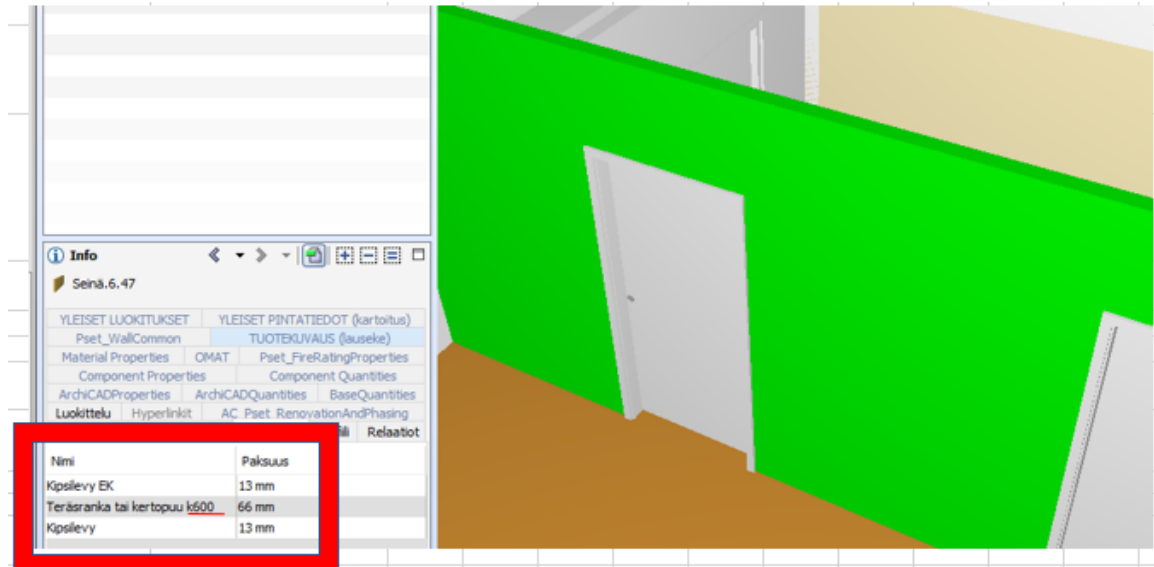 Info
Seinä.6.47
YLEISET LUOKITUKSET YLEISET PINTATIEDOT (kartoitus)
Pset_WallCommon TUOTEKUVAUS (lauseke)
Material Properties OMAT Pset_FireRatingProperties
Component Properties Component Quantities
ArchiCADProperties ArchiCADQuantities BaseQuantities
Luokittelu Hyperlinkit AC_Pset_RenovationAndPhasing
Relaatiot
Nimi Paksuus
Kipsilevy EK 13 mm
Teräsranka tai kertopuu k600 66 mm
Kipsilevy 13 mm